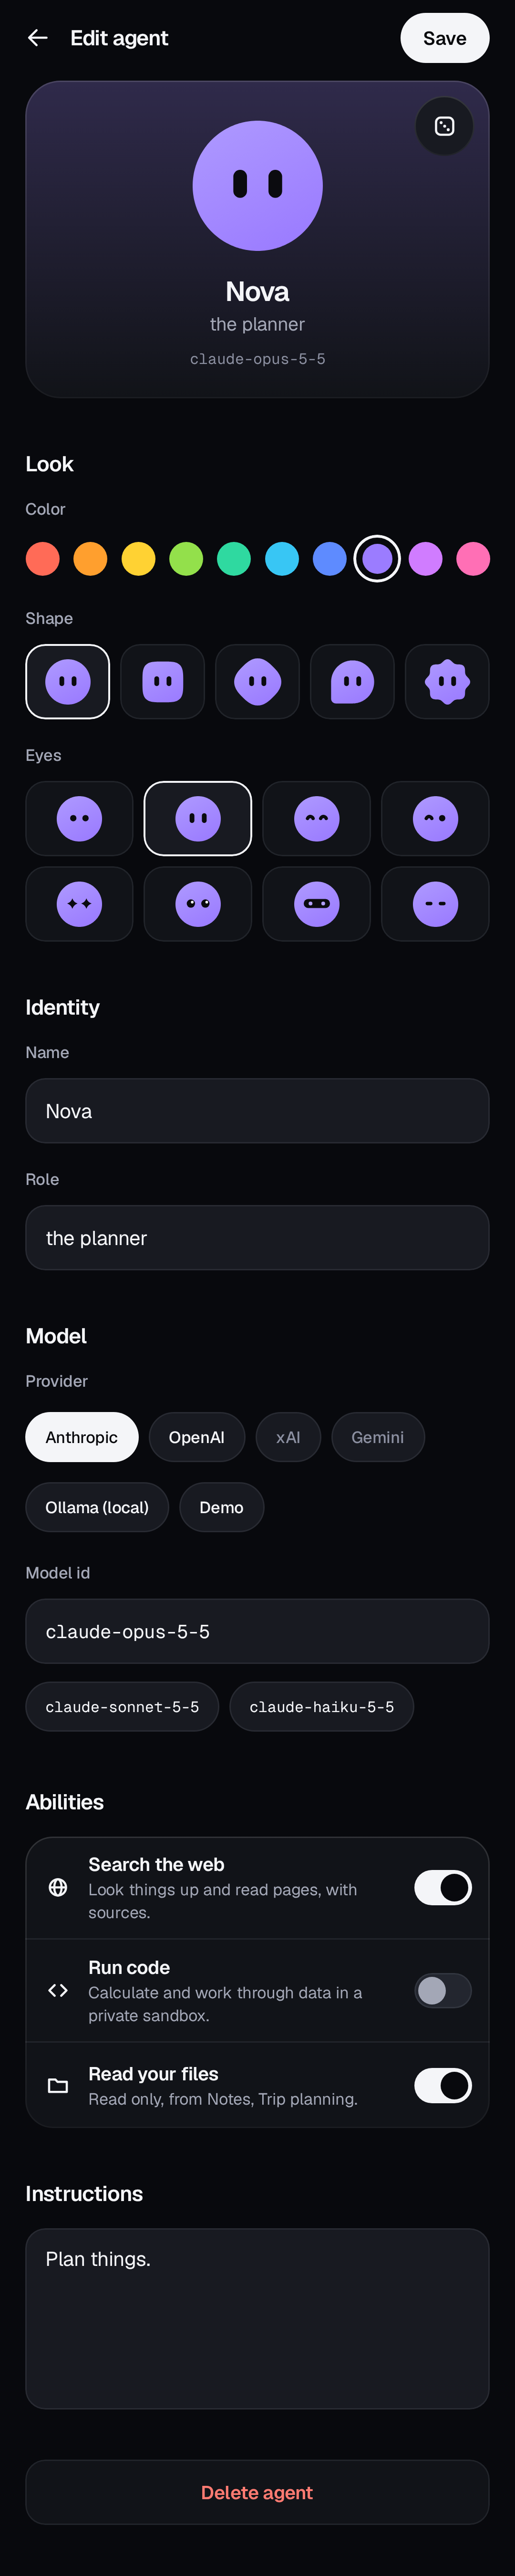 Edit agent
Save
Nova
the planner
claude-opus-5-5
Look
Color
Shape
Eyes
Identity
Name
Nova
Role
the planner
Model
Provider
Anthropic
OpenAI
xAI
Gemini
Ollama (local)
Demo
Model id
claude-opus-5-5
claude-sonnet-5-5
claude-haiku-5-5
Abilities
Search the web
Look things up and read pages, with
sources.
Run code
Calculate and work through data in a
private sandbox.
Read your files
Read only, from Notes, Trip planning.
Instructions
Plan things.
Delete agent